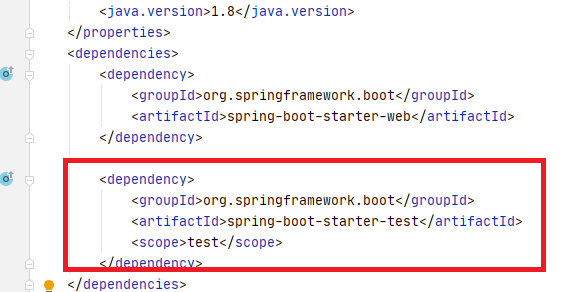 <java.version>1.8</java.version>
</properties>
<dependencies>
<dependency>
<groupId>org.springframework.boot</groupId>
<artifactId>spring-boot-starter-web</artifactId>
</dependency>
<dependency>
<groupId>org.springframework.boot</groupId>
<artifactId>spring-boot-starter-test</artifactId>
<scope>test</scope>
</dependency>
</dependencies>